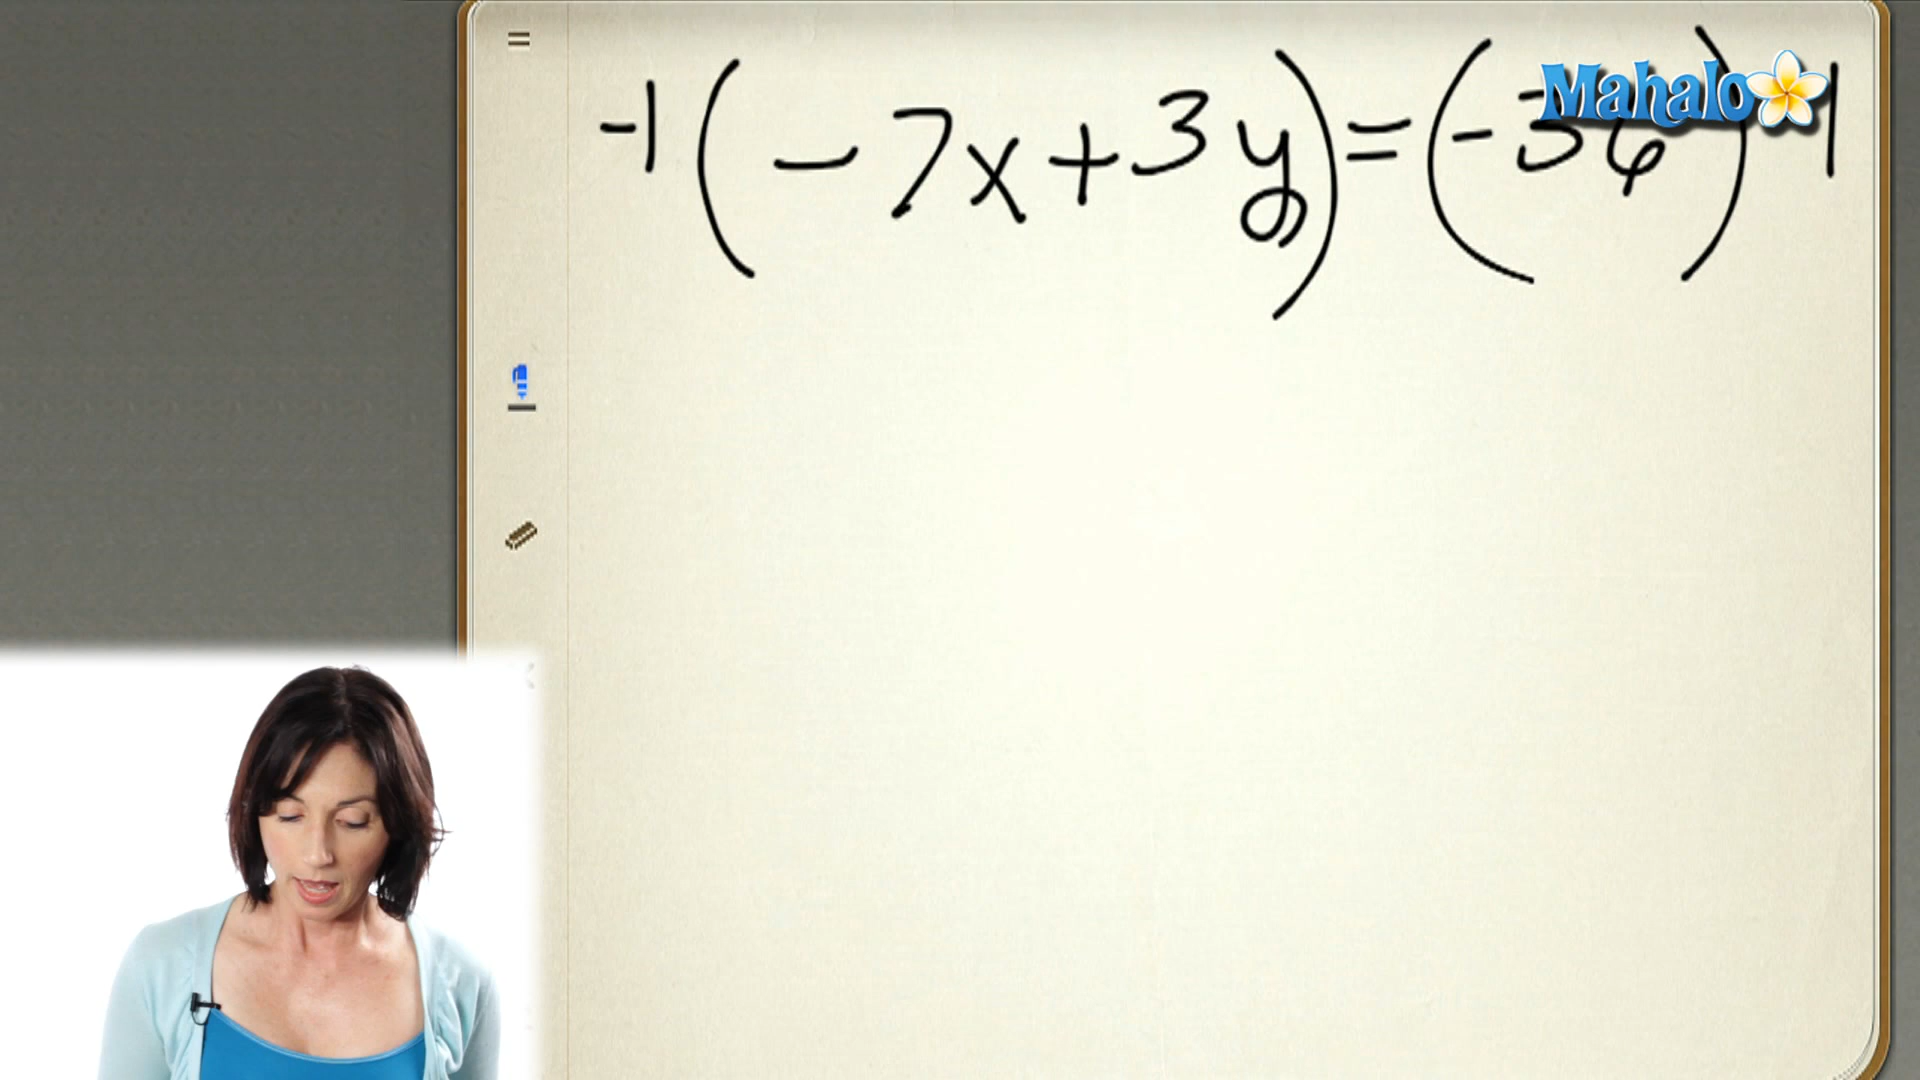 -1 ( - 7x + 3y ) = ( - 36 ) -1
Mahalo